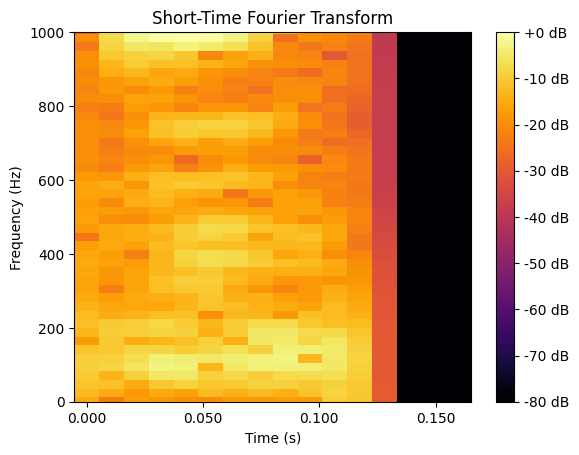 Short-Time Fourier Transform
1000
800
600
400
200
0
Frequency (Hz)
0.000
0.050
0.100
0.150
Time (s)
+0 dB
-10 dB
-20 dB
-30 dB
-40 dB
-50 dB
-60 dB
-70 dB
-80 dB